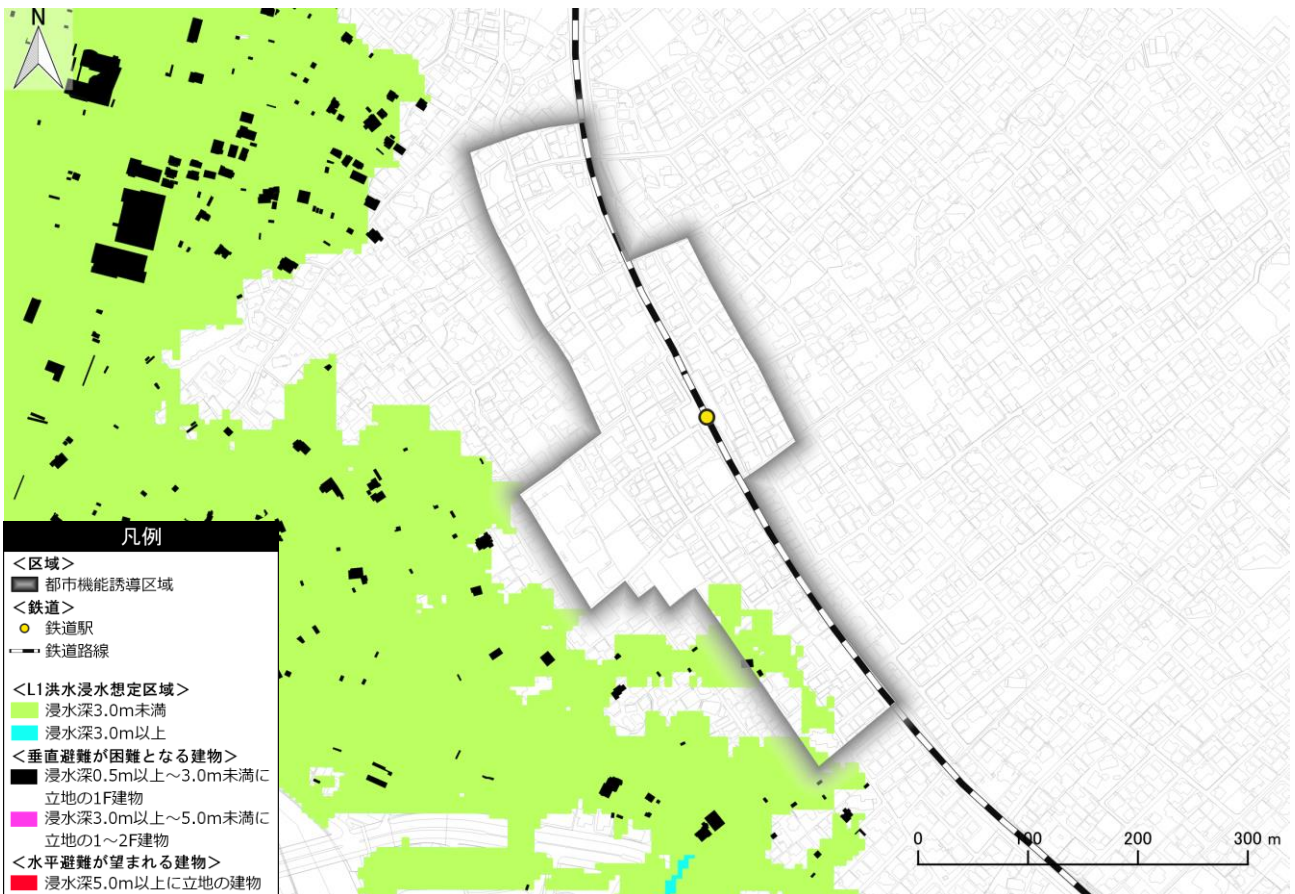 N
凡例
＜区域＞
都市機能誘導区域
＜鉄道＞
鉄道駅
鉄道路線
＜L1洪水浸水想定区域＞
浸水深3.0m未満
浸水深3.0m以上
＜垂直避難が困難となる建物＞
浸水深0.5m以上～3.0m未満に
立地の1F建物
浸水深3.0m以上～5.0m未満に
立地の1～2F建物
＜水平避難が望まれる建物＞
浸水深5.0m以上に立地の建物
0 100 200 300 m